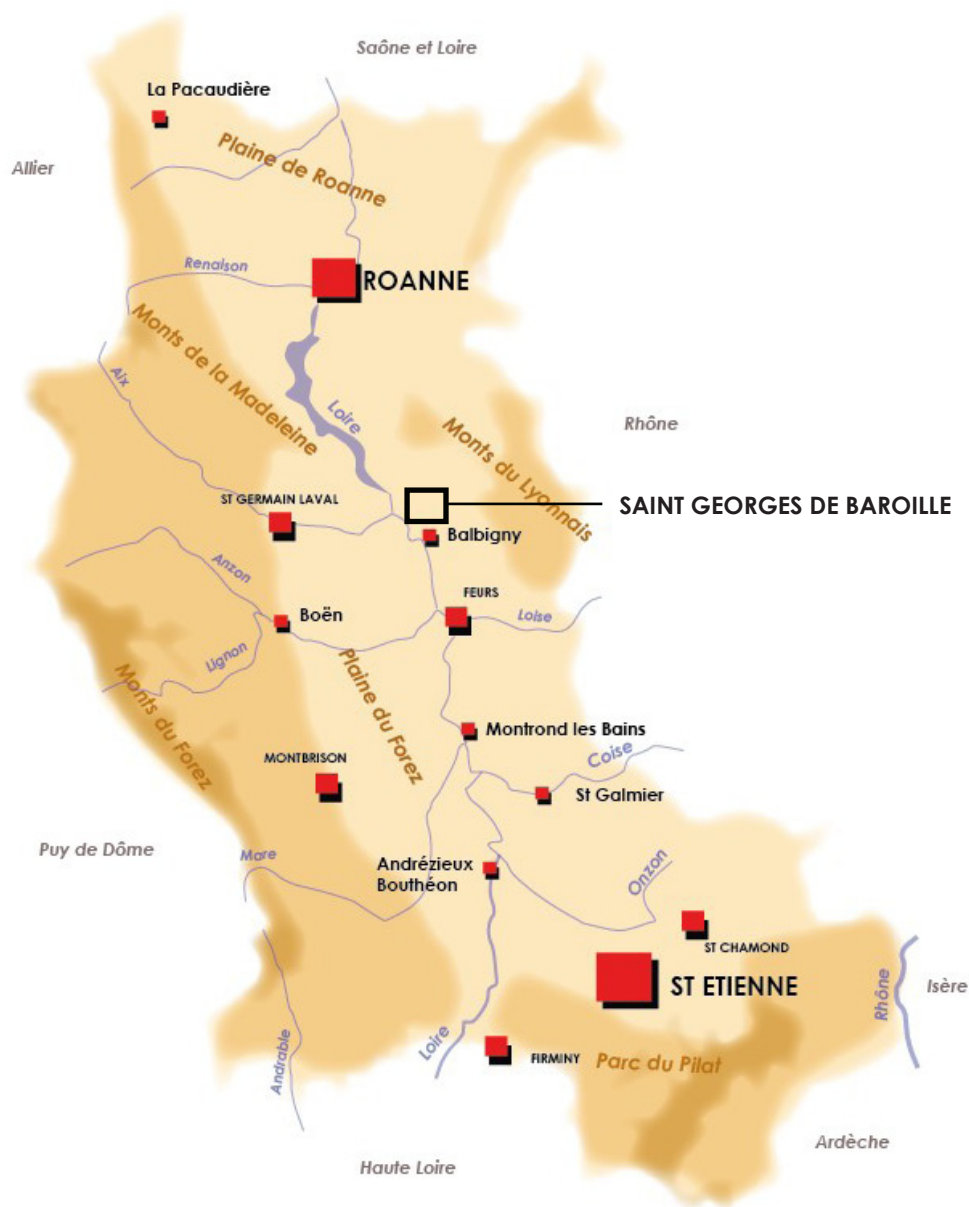 Saône et Loire
La Pacaudière
Allier
Plaine de Roanne
Renaison
ROANNE
Monts de la Madeleine
Aix
Loire
Rhône
Monts du Lyonnais
ST GERMAIN LAVAL
SAINT GEORGES DE BAROILLE
Balbigny
Anzon
FEURS
Boën
Loise
Lignon
Plaine du Forez
Monts du Forez
Montrond les Bains
Coise
MONTBRISON
St Galmier
Puy de Dôme
Mare
Andrézieux
Bouthéon
Onzon
ST CHAMOND
ST ETIENNE
Rhône
Isère
Loire
Andrable
FIRMINY
Parc du Pilat
Ardèche
Haute Loire